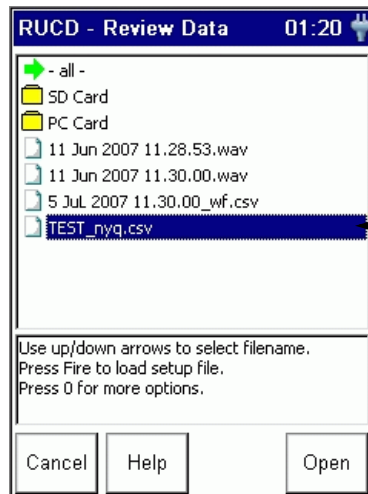 RUCD - Review Data 01:20
- all -
SD Card
PC Card
11 Jun 2007 11.28.53.wav
11 Jun 2007 11.30.00.wav
5 JuL 2007 11.30.00_wf.csv
TEST_nyq.csv
Use up/down arrows to select filename.
Press Fire to load setup file.
Press 0 for more options.
Cancel Help Open